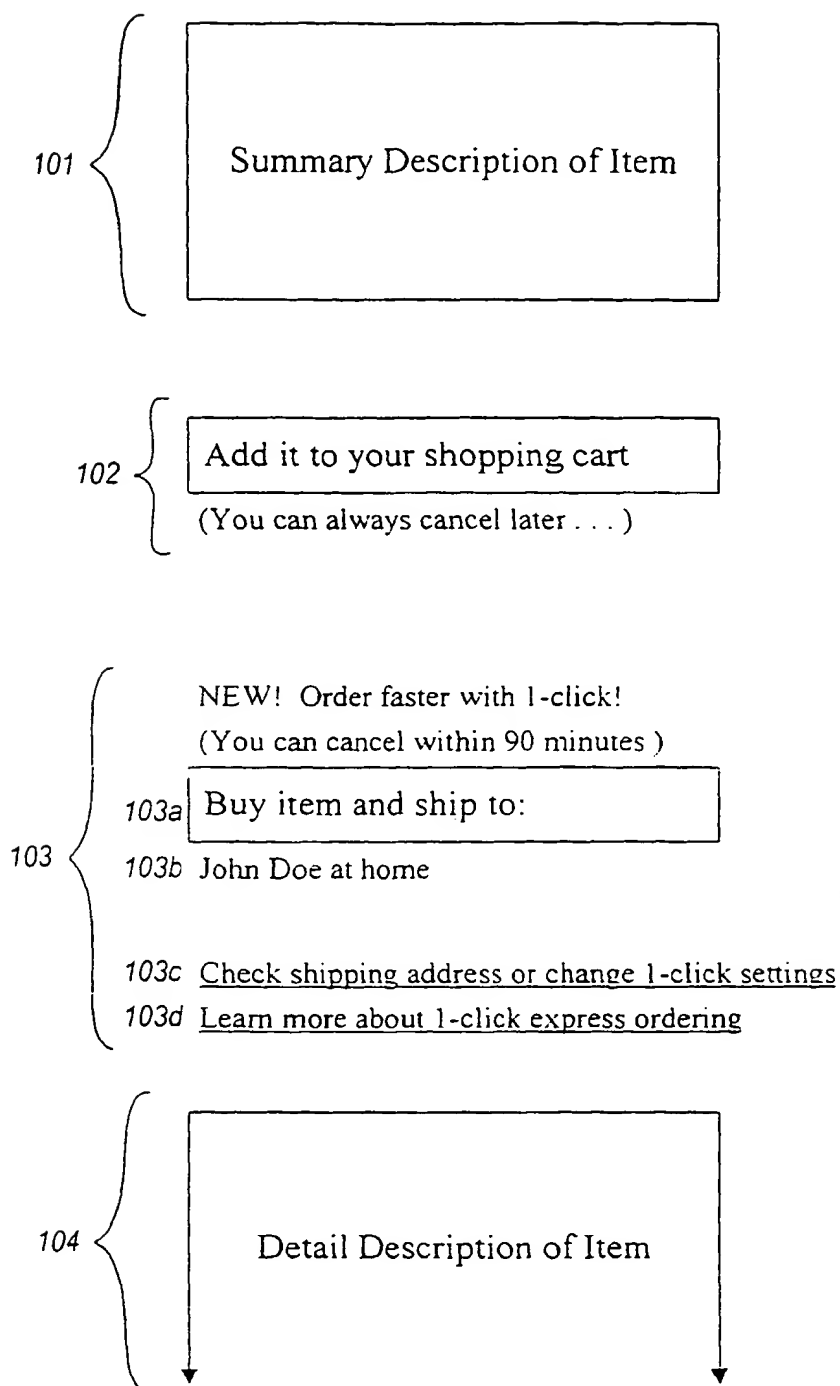 101 Summary Description of Item
102 Add it to your shopping cart
(You can always cancel later . . . )
NEW! Order faster with 1-click!
(You can cancel within 90 minutes )
103a Buy item and ship to:
103
103b John Doe at home
103c Check shipping address or change 1-click settings
103d Learn more about 1-click express ordering
104 Detail Description of Item